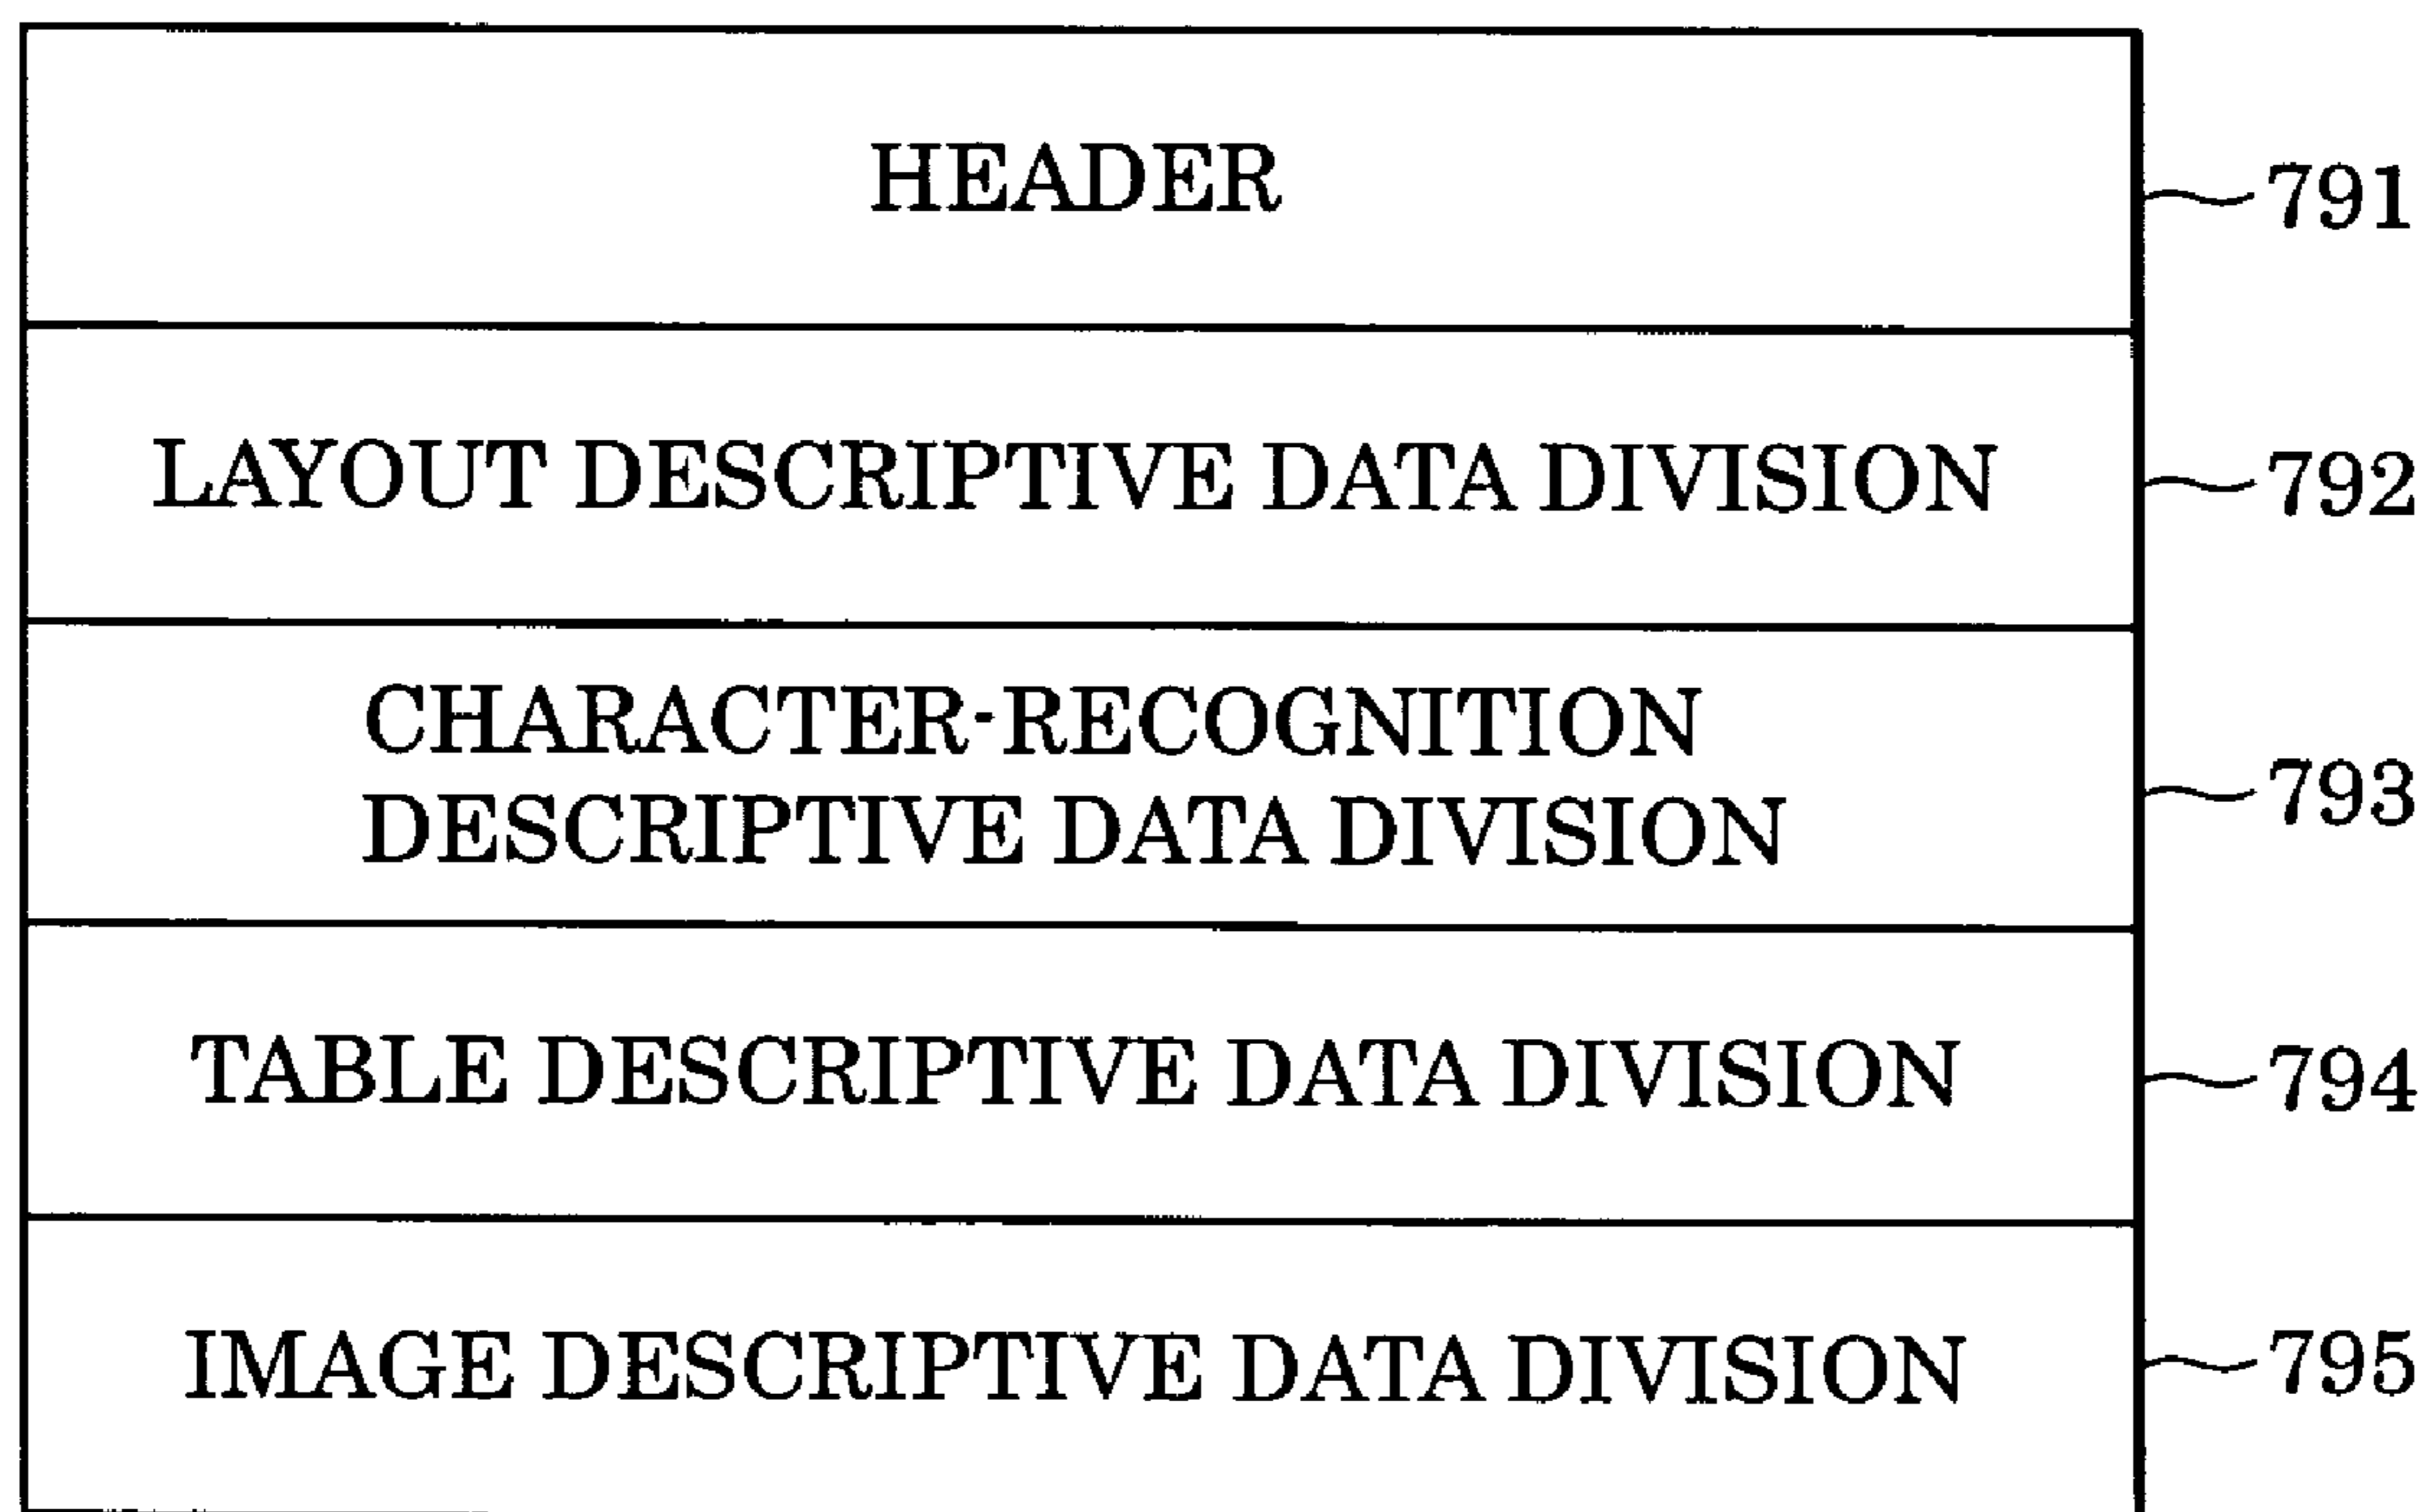 HEADER
791
LAYOUT DESCRIPTIVE DATA DIVISION
792
CHARACTER-RECOGNITION
DESCRIPTIVE DATA DIVISION
793
TABLE DESCRIPTIVE DATA DIVISION
794
IMAGE DESCRIPTIVE DATA DIVISION
795